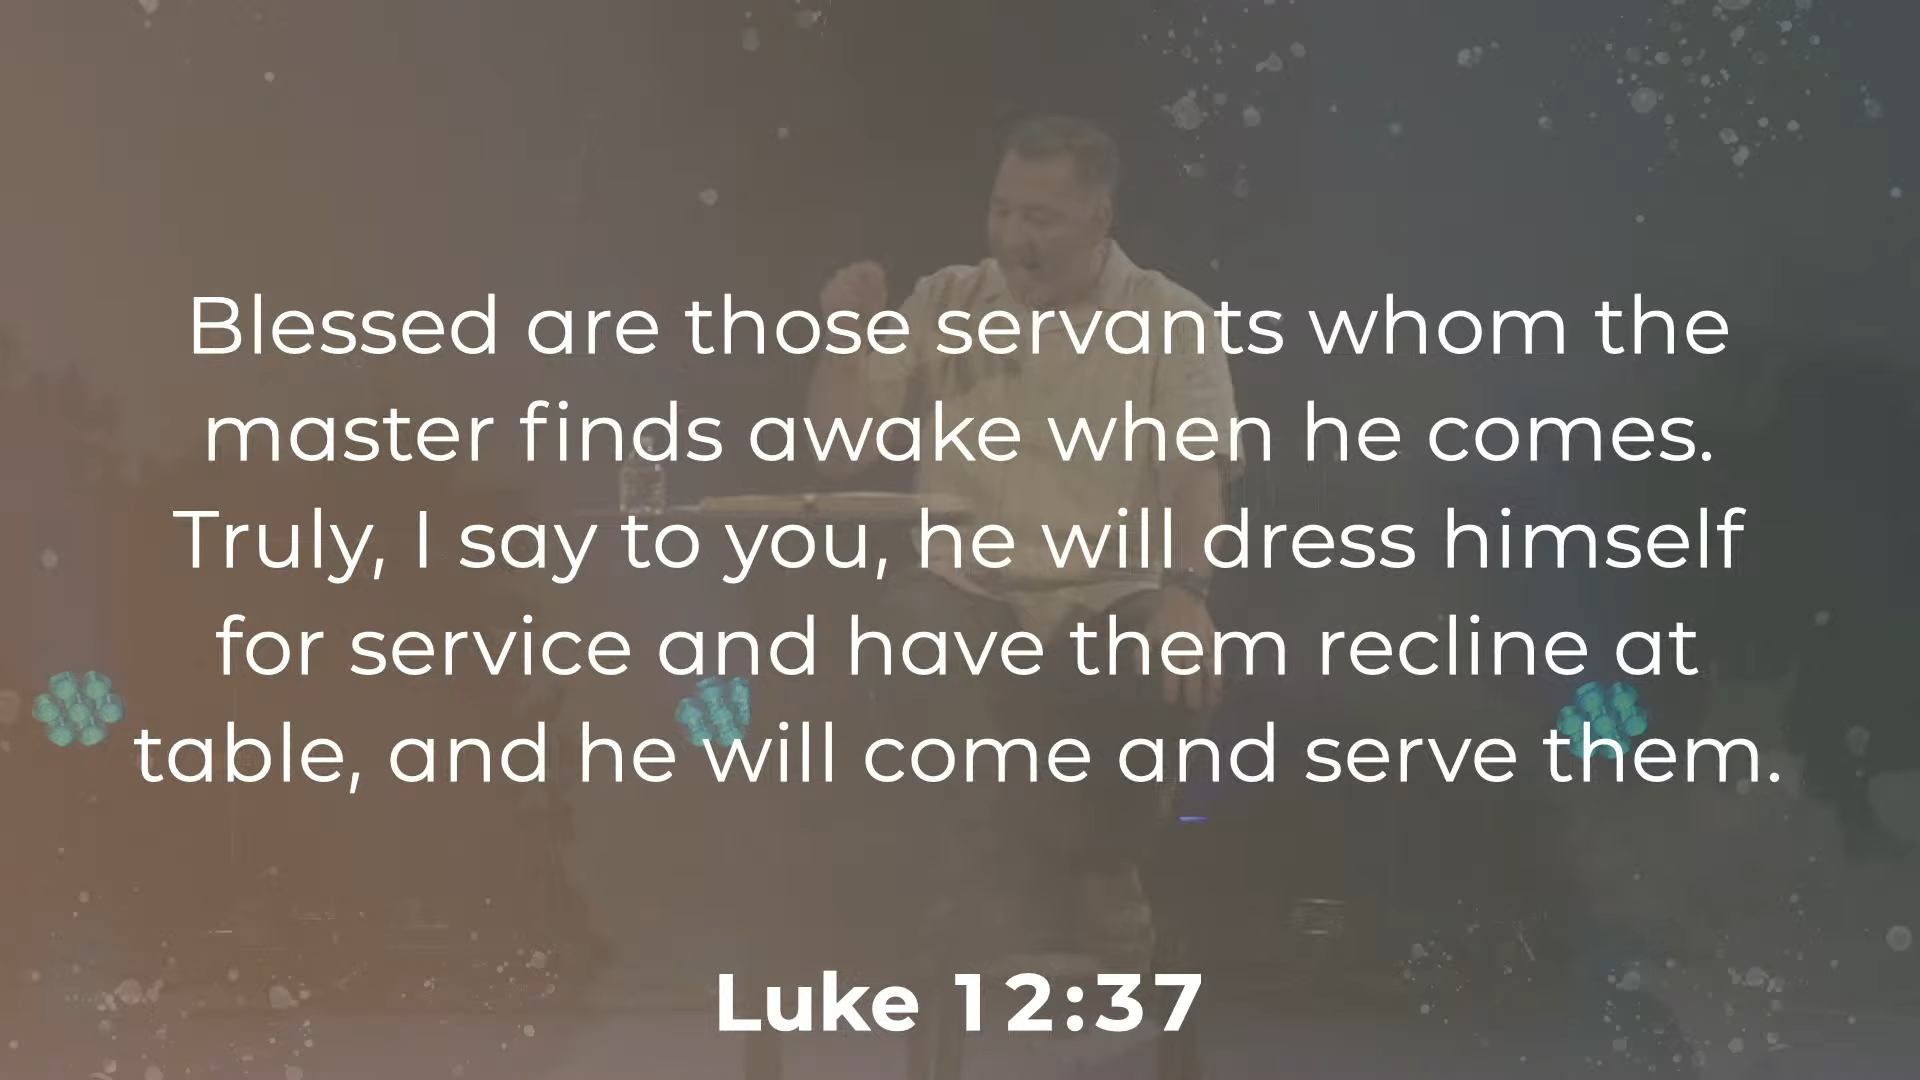 Blessed are those servants whom the
master finds awake when he comes.
Truly, I say to you, he will dress himself
for service and have them recline at
table, and he will come and serve them.
Luke 12:37